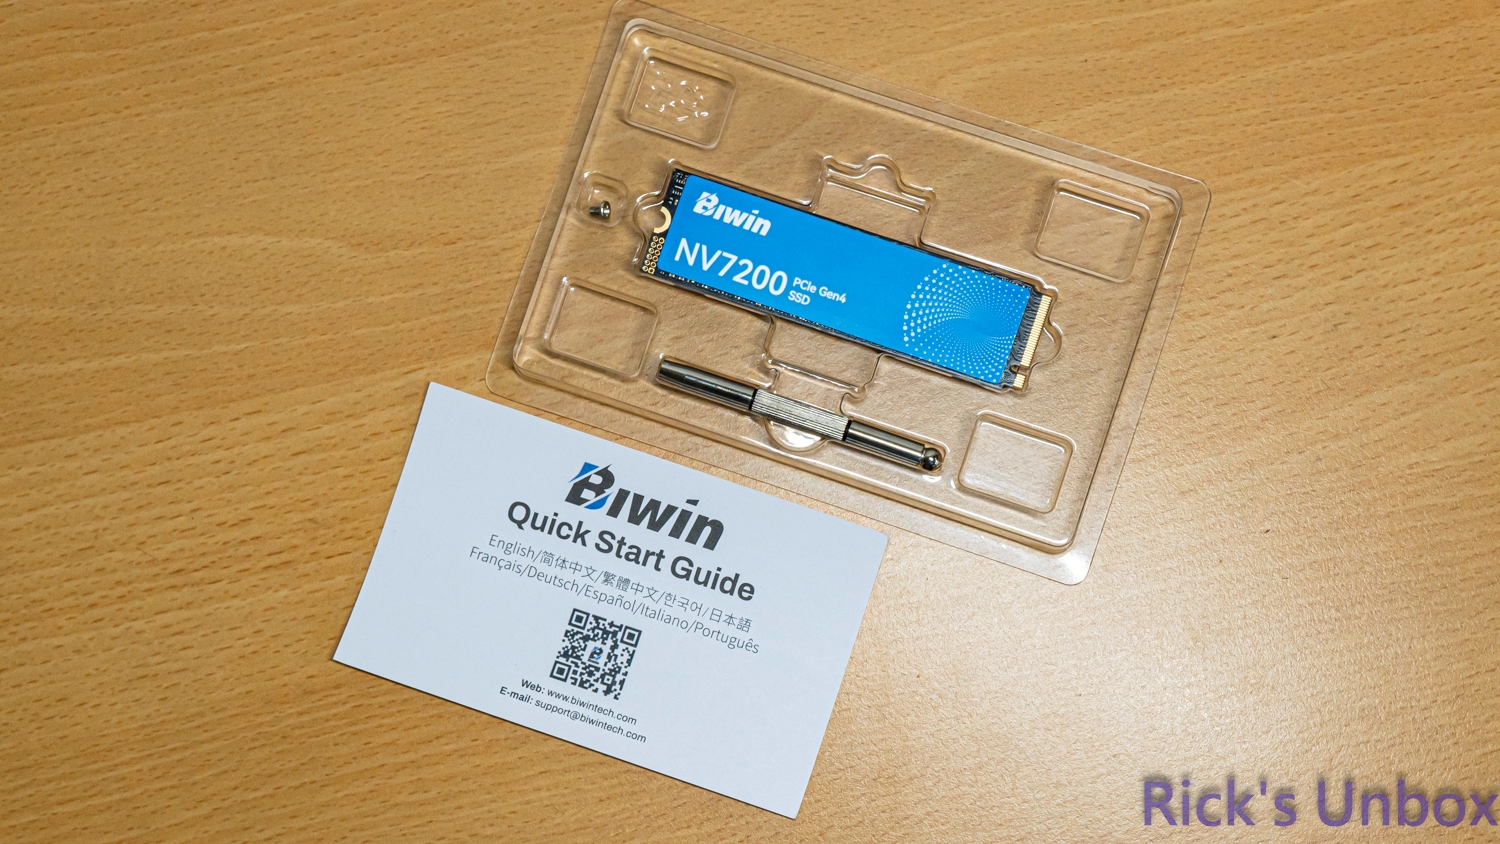 Biwin
NV7200
PCIe Gen4
SSD
Biwin
Quick Start Guide
English/简体中文/繁體中文/한국어/日本語
Français/Deutsch/Español/Italiano/Português
Web: www.biwintech.com
E-mail: support@biwintech.com
Rick's Unbox